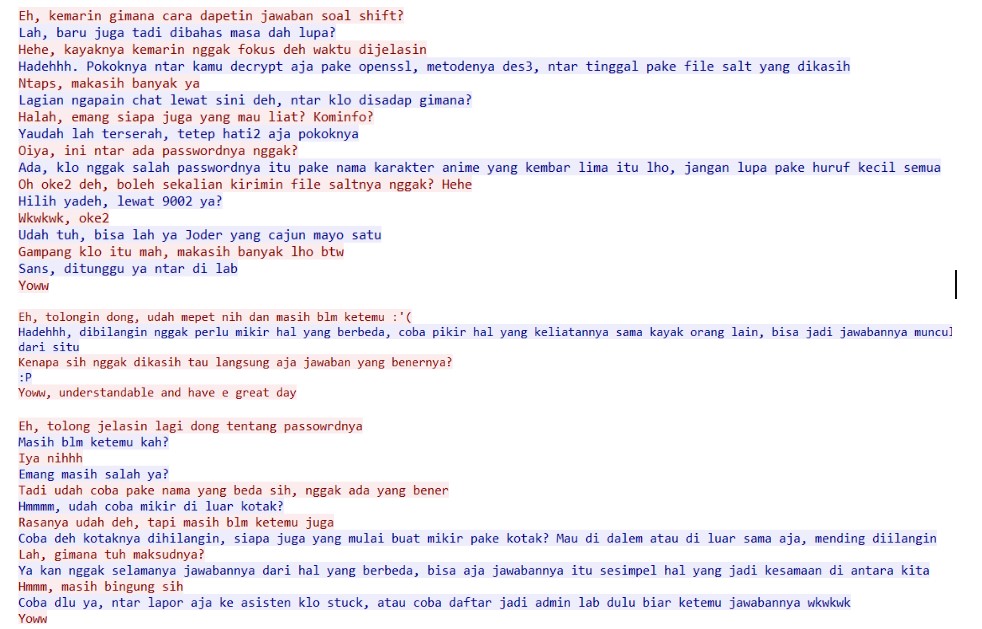 Eh, kemarin gimana cara dapetin jawaban soal shift?
Lah, baru juga tadi dibahas masa dah lupa?
Hehe, kayaknya kemarin nggak fokus deh waktu dijelasin
Hadehhh. Pokoknya ntar kamu decrypt aja pake openssl, metodenya des3, ntar tinggal pake file salt yang dikasih
Ntaps, makasih banyak ya
Lagian ngapain chat lewat sini deh, ntar klo disadap gimana?
Halah, emang siapa juga yang mau liat? Kominfo?
Yaudah lah terserah, tetep hati2 aja pokoknya
Oiya, ini ntar ada passwordnya nggak?
Ada, klo nggak salah passwordnya itu pake nama karakter anime yang kembar lima itu lho, jangan lupa pake huruf kecil semua
Oh oke2 deh, boleh sekalian kirimin file saltnya nggak? Hehe
Hilih yadeh, lewat 9002 ya?
Wkwkwk, oke2
Udah tuh, bisa lah ya Joder yang cajun mayo satu
Gampang klo itu mah, makasih banyak lho btw
Sans, ditunggu ya ntar di lab
Yoww
Eh, tolongin dong, udah mepet nih dan masih blm ketemu :'(
Hadehhh, dibilangin nggak perlu mikir hal yang berbeda, coba pikir hal yang keliatannya sama kayak orang lain, bisa jadi jawabannya muncul
dari situ
Kenapa sih nggak dikasih tau langsung aja jawaban yang benernya?
:P
Yoww, understandable and have e great day
Eh, tolong jelasin lagi dong tentang passowrdnya
Masih blm ketemu kah?
Iya nihhh
Emang masih salah ya?
Tadi udah coba pake nama yang beda sih, nggak ada yang bener
Hmmmm, udah coba mikir di luar kotak?
Rasanya udah deh, tapi masih blm ketemu juga
Coba deh kotaknya dihilangin, siapa juga yang mulai buat mikir pake kotak? Mau di dalem atau di luar sama aja, mending diilangin
Lah, gimana tuh maksudnya?
Ya kan nggak selamanya jawabannya dari hal yang berbeda, bisa aja jawabannya itu sesimpel hal yang jadi kesamaan di antara kita
Hmmm, masih bingung sih
Coba dlu ya, ntar lapor aja ke asisten klo stuck, atau coba daftar jadi admin lab dulu biar ketemu jawabannya wkwkwk
Yoww